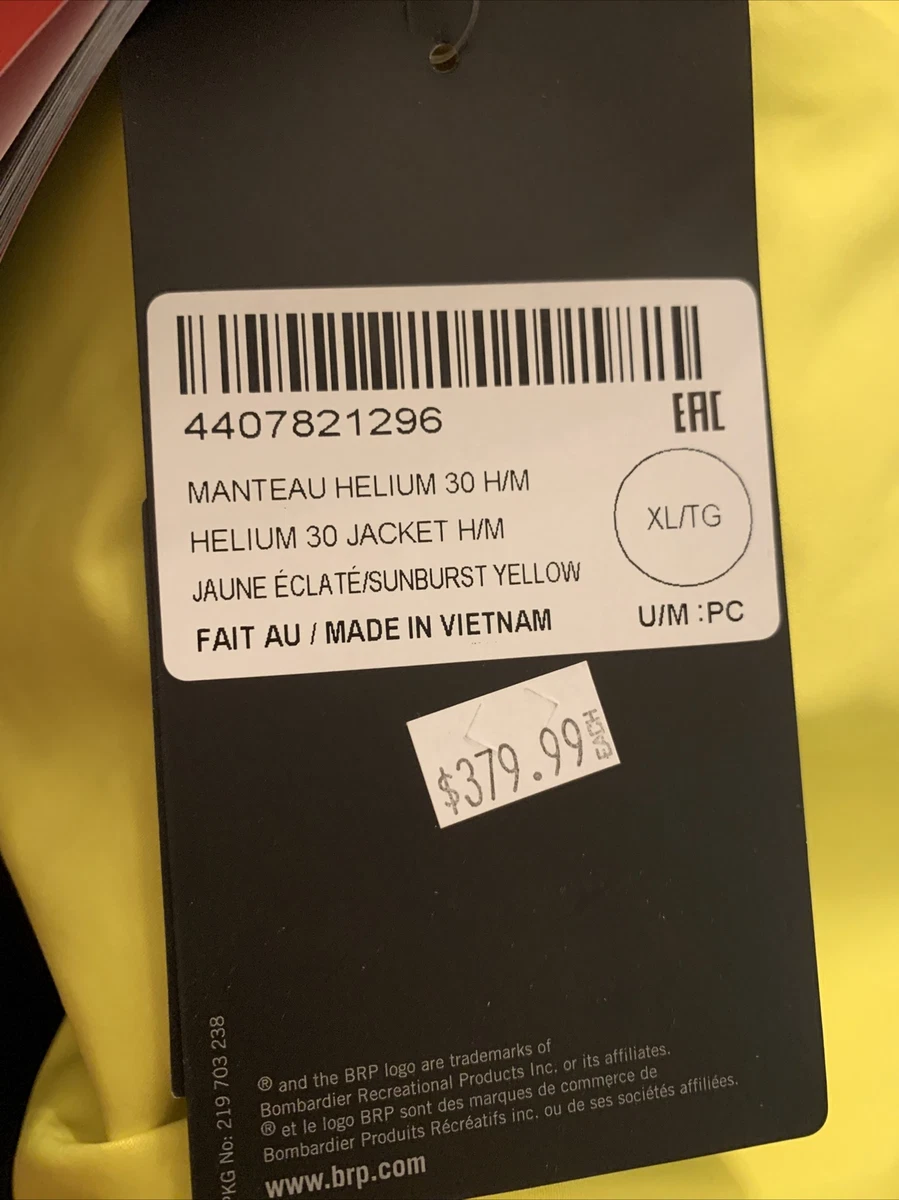 4407821296
EAC
MANTEAU HELIUM 30 H/M
HELIUM 30 JACKET H/M
XL/TG
JAUNE ÉCLATÉ/SUNBURST YELLOW
FAIT AU / MADE IN VIETNAM
U/M :PC
$379.99 EACH
PKG No: 219 703 238
® and the BRP logo are trademarks of
Bombardier Recreational Products Inc. or its affiliates.
® et le logo BRP sont des marques de commerce de
Bombardier Produits Récréatifs inc. ou de ses sociétés affiliées.
www.brp.com